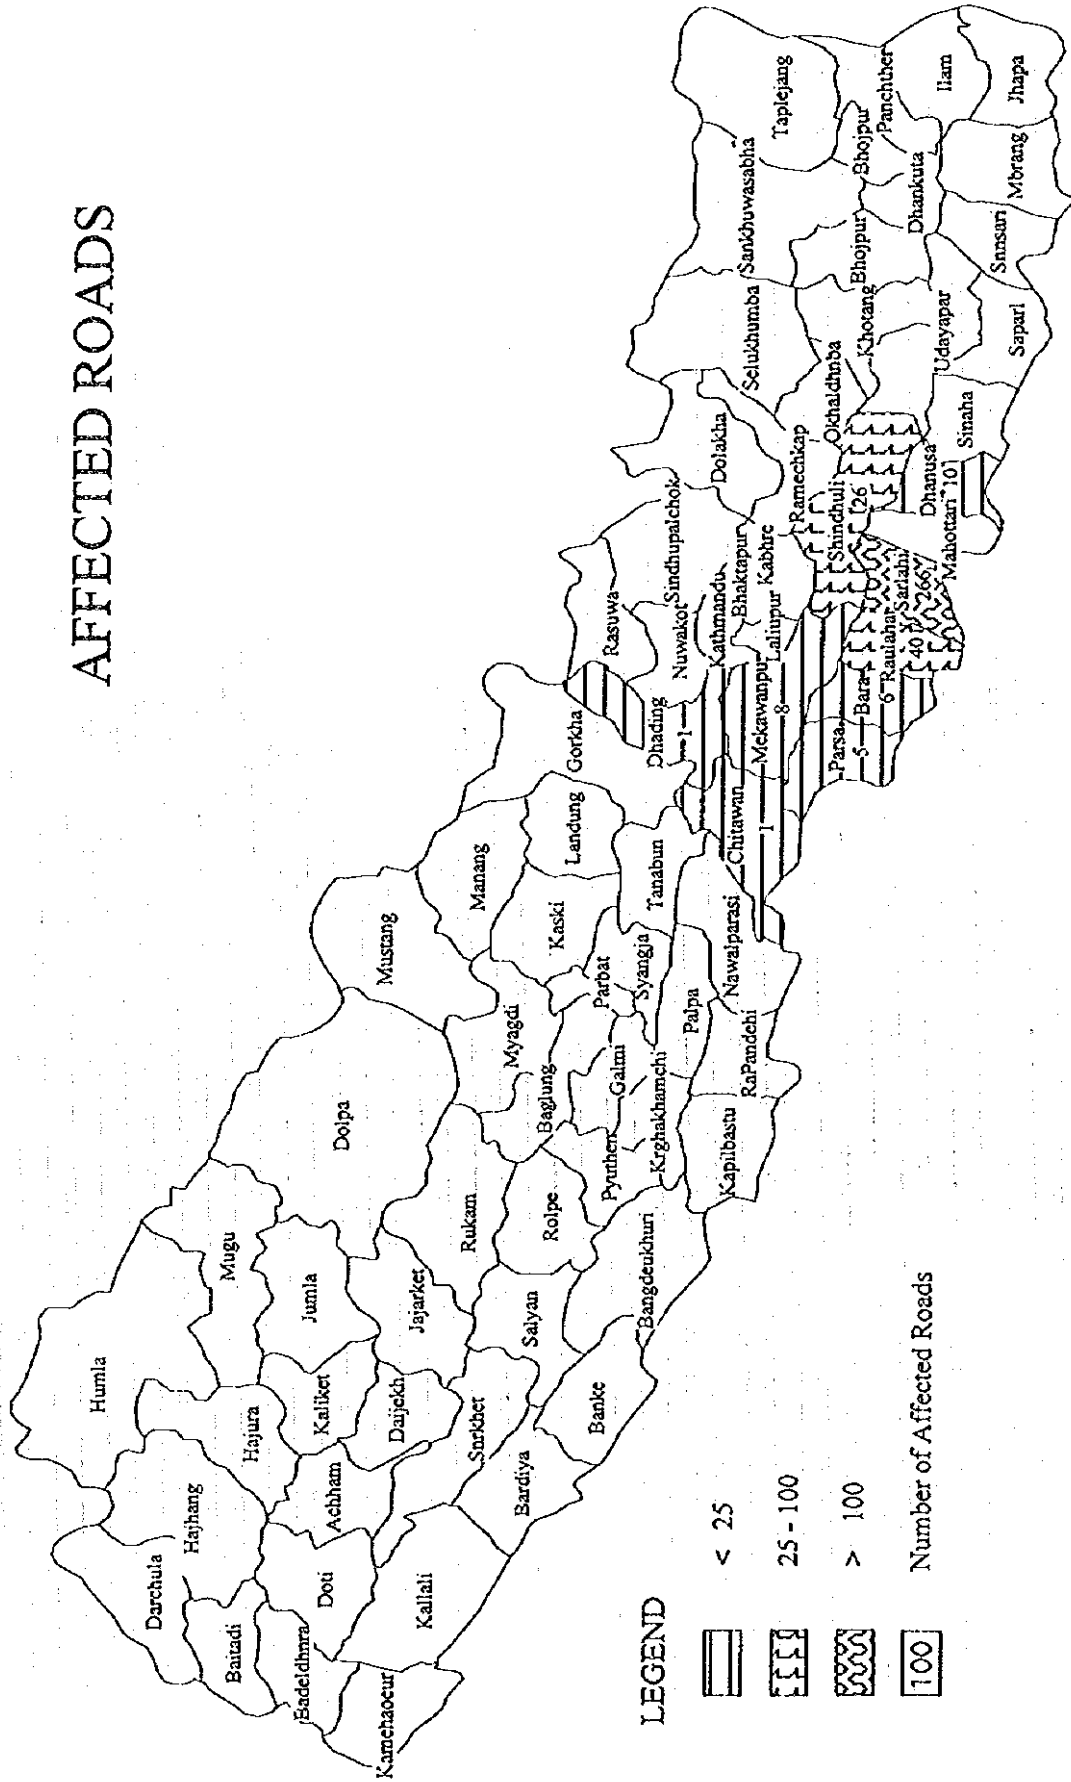 AFFECTED ROADS
Humla
Darchula
Hajhang
Mugu
Hajura
Baitadi
Jumla
Kaliket
Dolpa
Badeldhnra
Doti
Achham
Mustang
Kamehaoeur
Kallali
Daijekh
Jajarket
Rukam
Manang
Snrkhet
Salyan
Rolpe
Myagdi
Baglung
Kaski
Landung
Gorkha
Bardiya
Banke
Bangdeukhuri
Pyuthen
Galmi
Parbat
Syangja
Tanabun
Krghakhamchi
Palpa
Kapilbastu
RaPandehi
Nawalparasi
Chitawan
1
Dhading
1
Rasuwa
Nuwakot
Sindhupalchok
Kathmandu
Bhaktapur
Laliupur
Kabhre
Mekawanpur
8
Parsa
5
Bara
6
Raulahar
40
Sarlahi
266
Mahottari
Dhanusa
10
Shindhuli
26
Ramechkap
Dolakha
Okhaldhnba
Selukhumba
Sankhuwasabha
Taplejang
Khotang
Bhojpur
Bhojpur
Panchther
Dhankuta
Ilam
Udayapar
Sinaha
Saparl
Snnsari
Mbrang
Jhapa
LEGEND
< 25
25 - 100
> 100
100 Number of Affected Roads